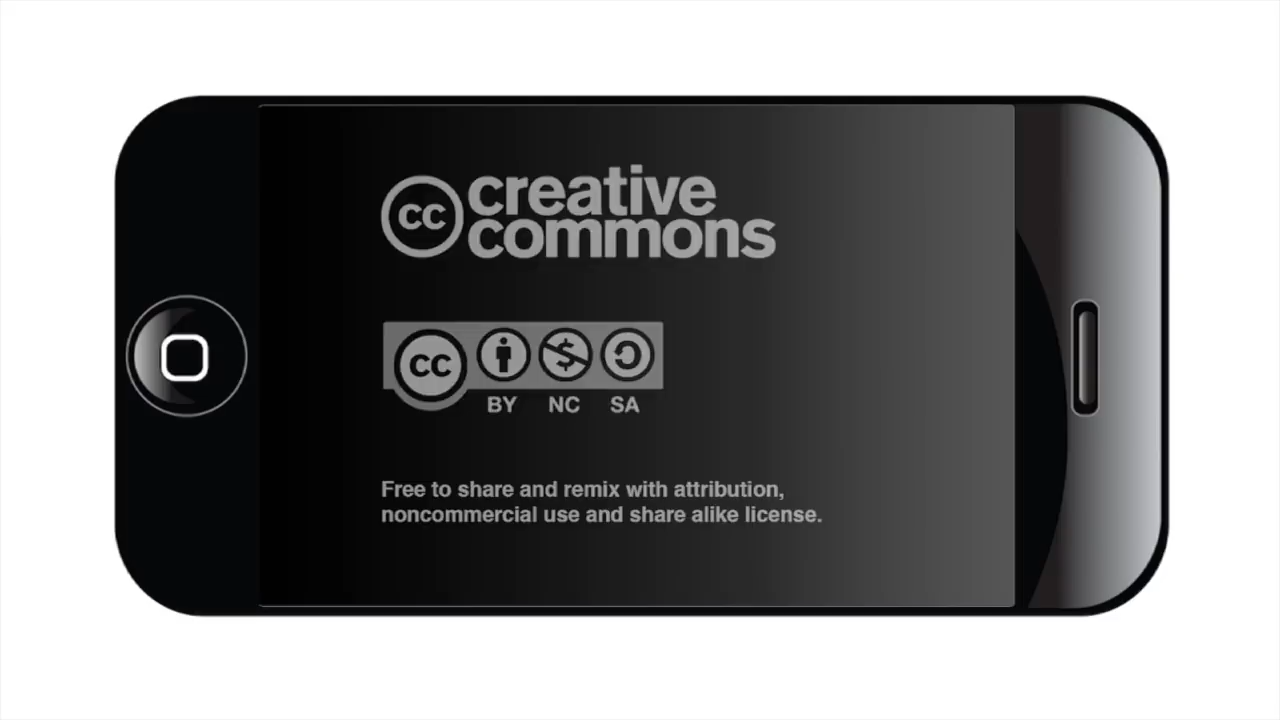 cc creative
commons
cc
BY NC SA
Free to share and remix with attribution,
noncommercial use and share alike license.